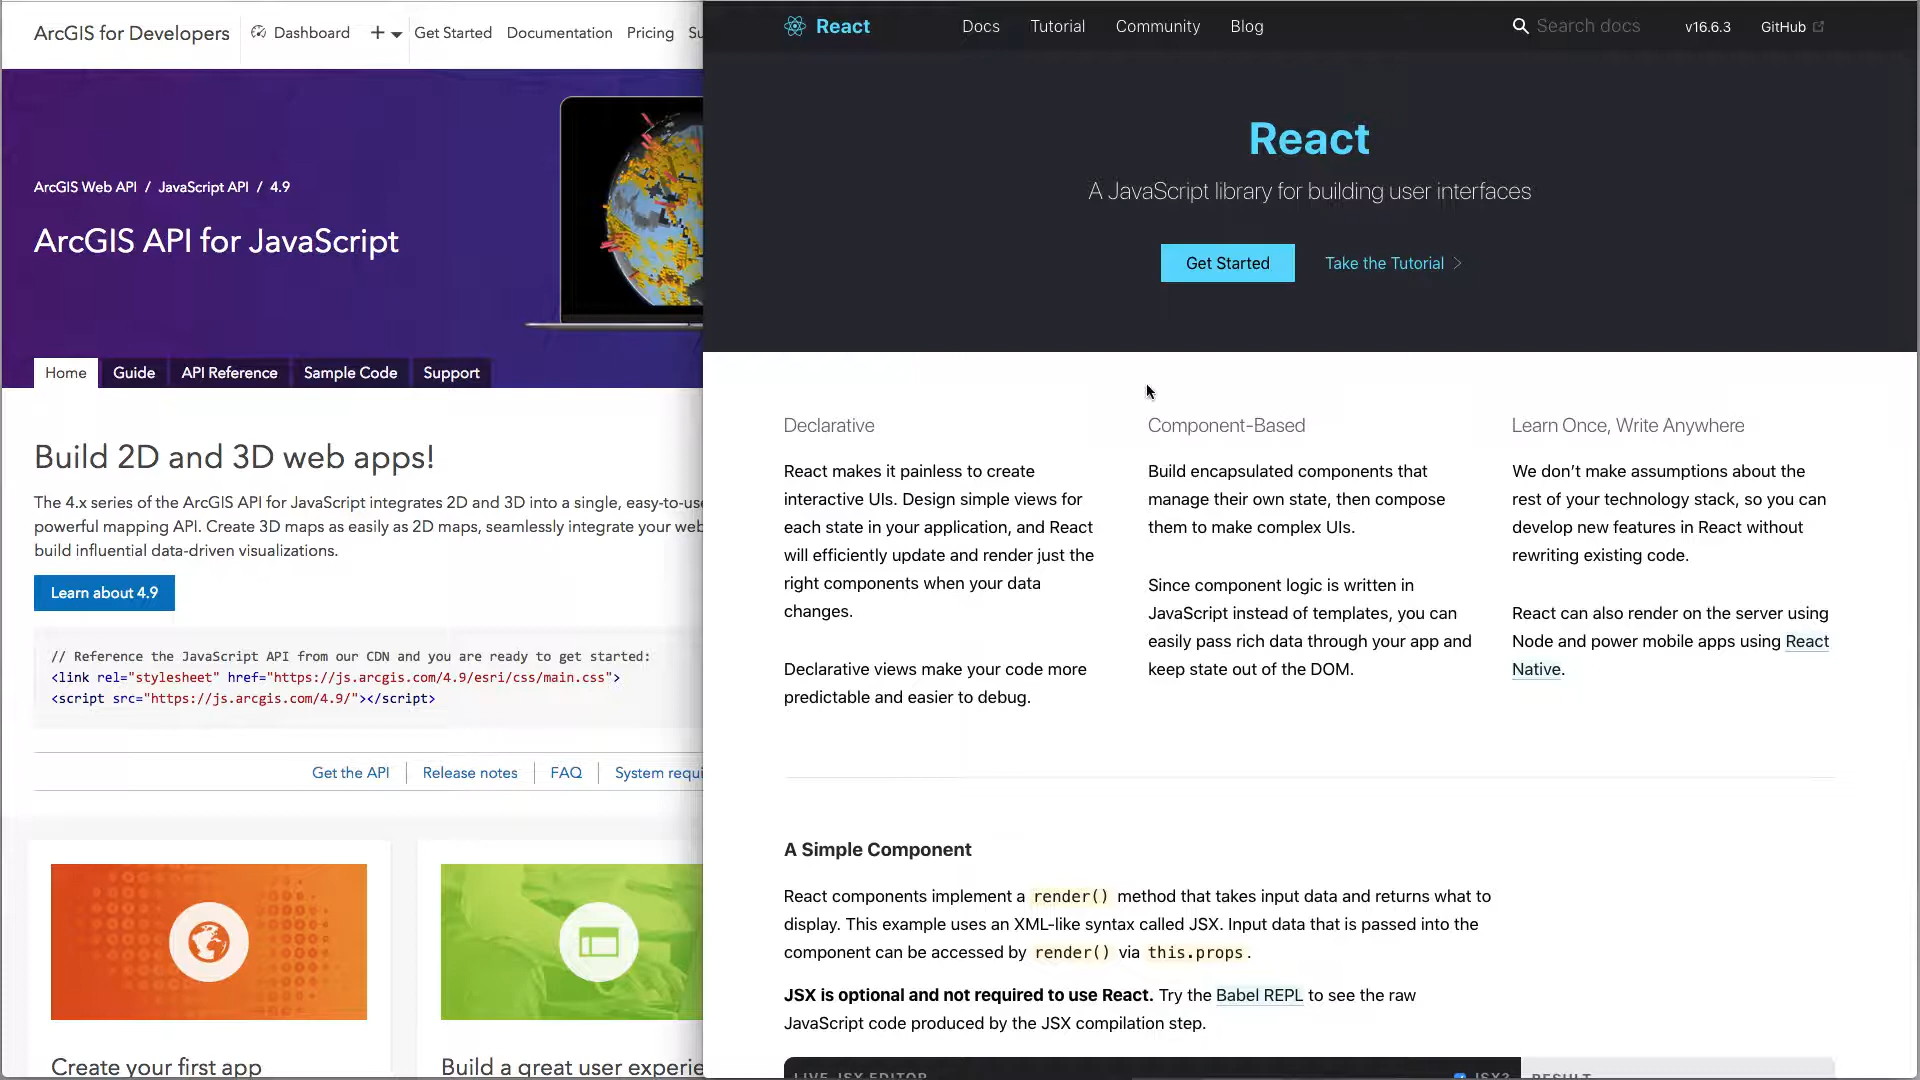 ArcGIS for Developers
Dashboard
Get Started
Documentation
Pricing
ArcGIS Web API / JavaScript API / 4.9
ArcGIS API for JavaScript
Home
Guide
API Reference
Sample Code
Support
Build 2D and 3D web apps!
The 4.x series of the ArcGIS API for JavaScript integrates 2D and 3D into a single, easy-to-use
powerful mapping API. Create 3D maps as easily as 2D maps, seamlessly integrate your web
build influential data-driven visualizations.
Learn about 4.9
// Reference the JavaScript API from our CDN and you are ready to get started:
<link rel="stylesheet" href="https://js.arcgis.com/4.9/esri/css/main.css">
<script src="https://js.arcgis.com/4.9/"></script>
Get the API
Release notes
FAQ
System requi
Create your first app
Build a great user experie
React
Docs
Tutorial
Community
Blog
Search docs
v16.6.3
GitHub
React
A JavaScript library for building user interfaces
Get Started
Take the Tutorial
Declarative
React makes it painless to create
interactive UIs. Design simple views for
each state in your application, and React
will efficiently update and render just the
right components when your data
changes.
Declarative views make your code more
predictable and easier to debug.
Component-Based
Build encapsulated components that
manage their own state, then compose
them to make complex UIs.
Since component logic is written in
JavaScript instead of templates, you can
easily pass rich data through your app and
keep state out of the DOM.
Learn Once, Write Anywhere
We don't make assumptions about the
rest of your technology stack, so you can
develop new features in React without
rewriting existing code.
React can also render on the server using
Node and power mobile apps using React
Native.
A Simple Component
React components implement a render() method that takes input data and returns what to
display. This example uses an XML-like syntax called JSX. Input data that is passed into the
component can be accessed by render() via this.props.
JSX is optional and not required to use React. Try the Babel REPL to see the raw
JavaScript code produced by the JSX compilation step.
LIVE JSX EDITOR
JSX?
RESULT